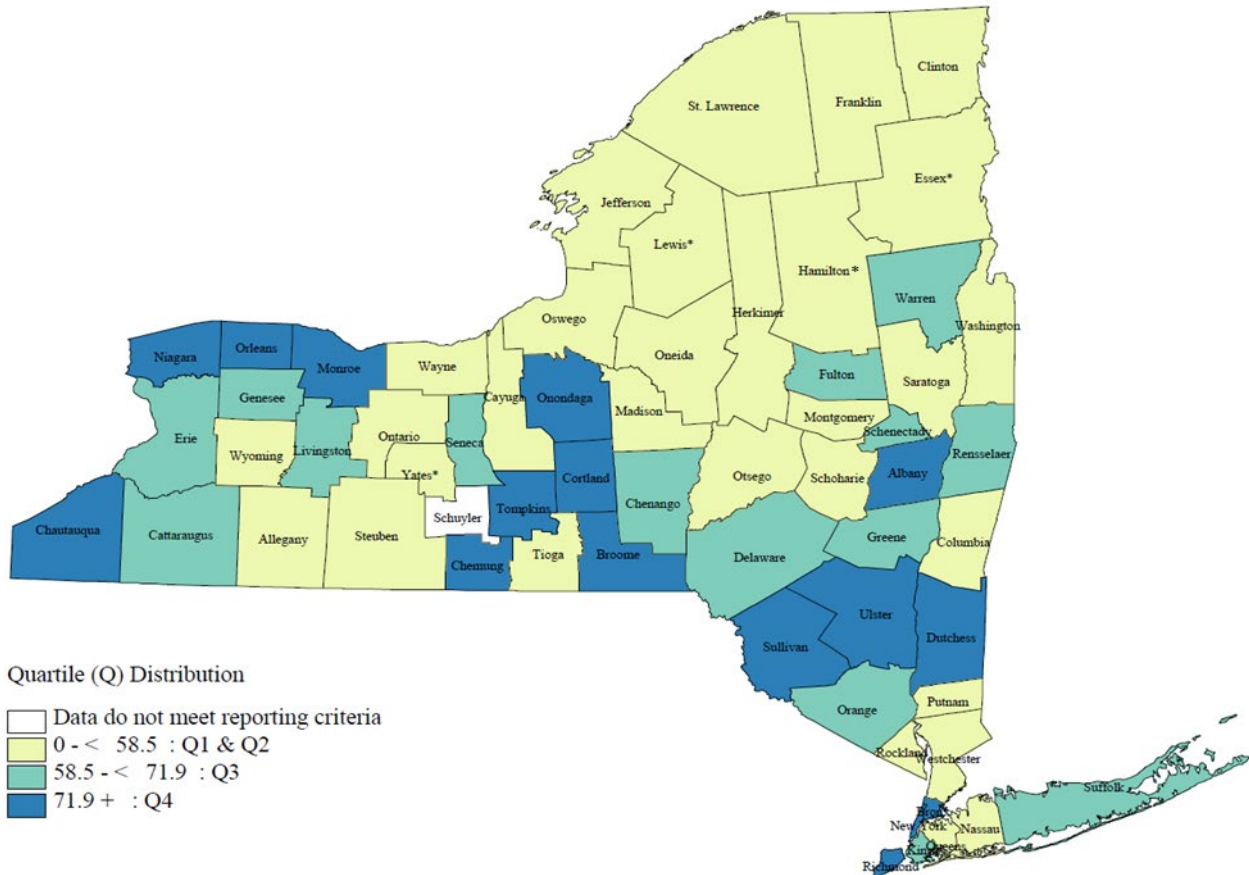 Clinton
St. Lawrence
Franklin
Essex*
Jefferson
Lewis*
Hamilton*
Warren
Herkimer
Washington
Oswego
Oneida
Niagara
Orleans
Monroe
Wayne
Fulton
Saratoga
Genesee
Cayuga
Onondaga
Madison
Montgomery
Schenectady
Erie
Ontario
Seneca
Wyoming
Livingston
Rensselaer
Albany
Yates*
Otsego
Schoharie
Cortland
Chenango
Schuyler
Tompkins
Chautauqua
Cattaraugus
Allegany
Steuben
Greene
Columbia
Delaware
Tioga
Broome
Chemung
Ulster
Dutchess
Sullivan
Putnam
Orange
Rockland
Westchester
Suffolk
Bronx
New York
Nassau
Queens
Kings
Richmond
Quartile (Q) Distribution
Data do not meet reporting criteria
0 - < 58.5 : Q1 & Q2
58.5 - < 71.9 : Q3
71.9 + : Q4